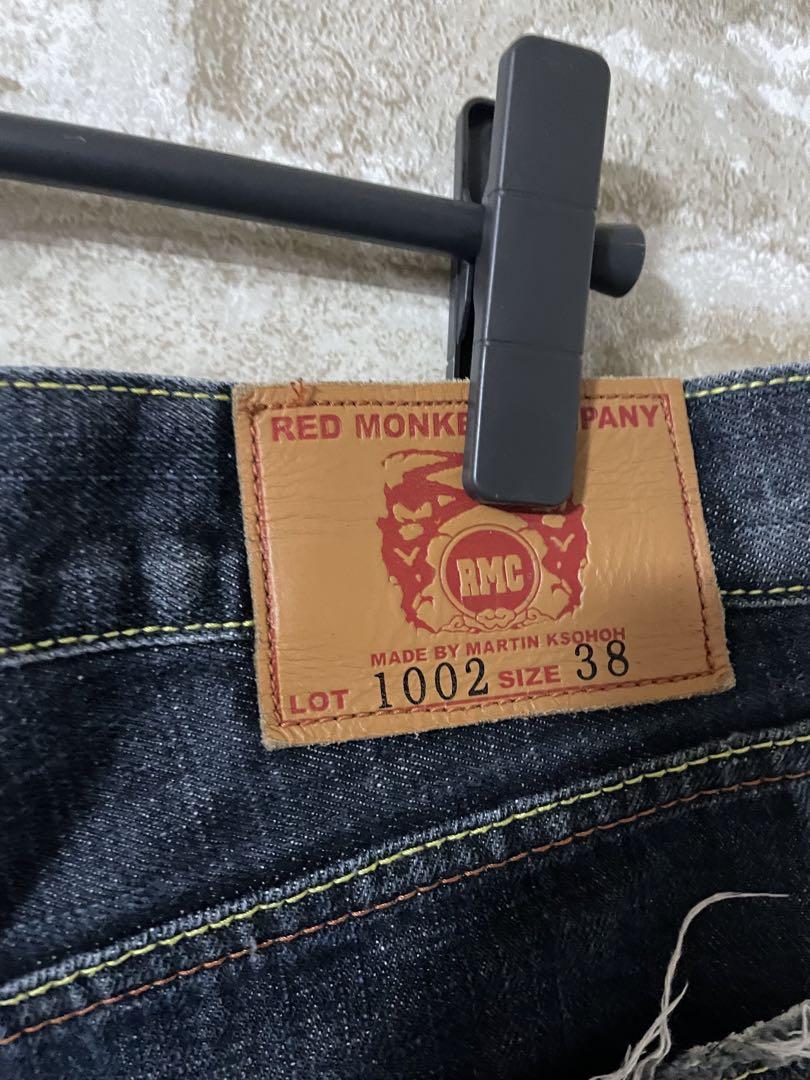 RED MONKE PANY
RMC
MADE BY MARTIN KSOHOH
LOT 1002 SIZE 38